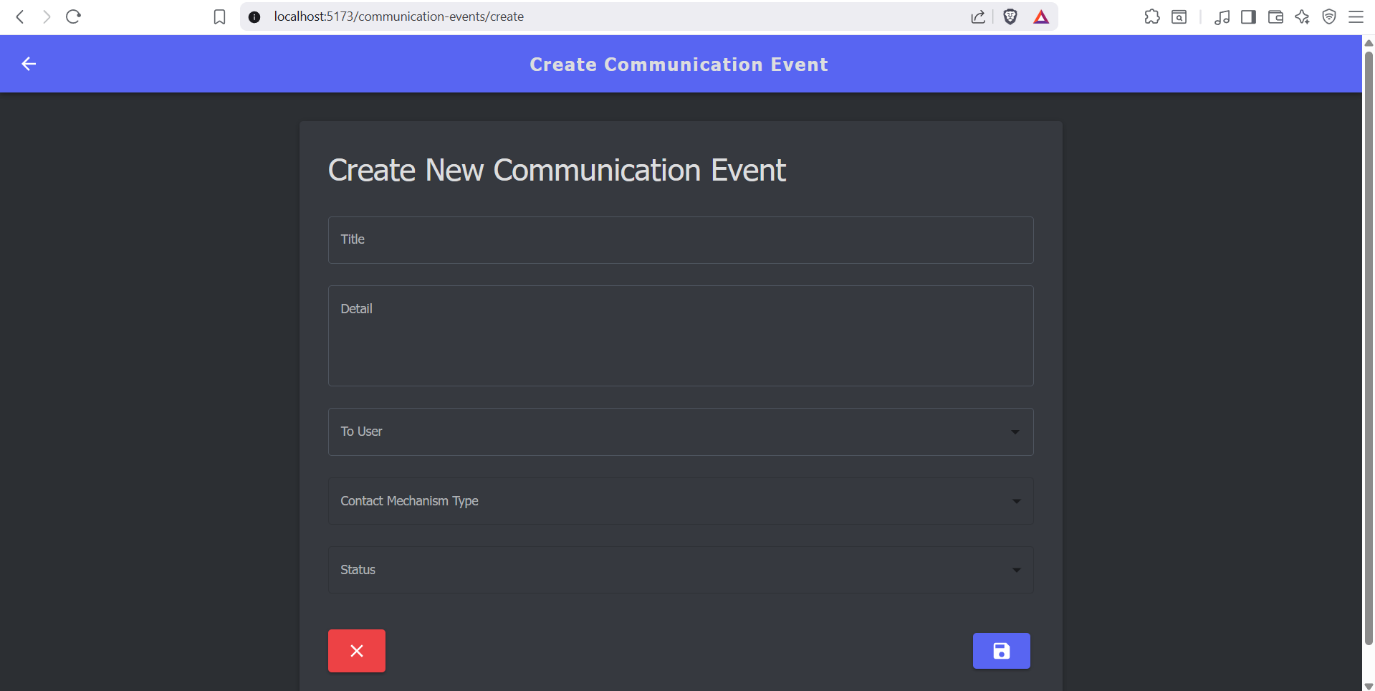 localhost:5173/communication-events/create
Create Communication Event
Create New Communication Event
Title
Detail
To User
Contact Mechanism Type
Status